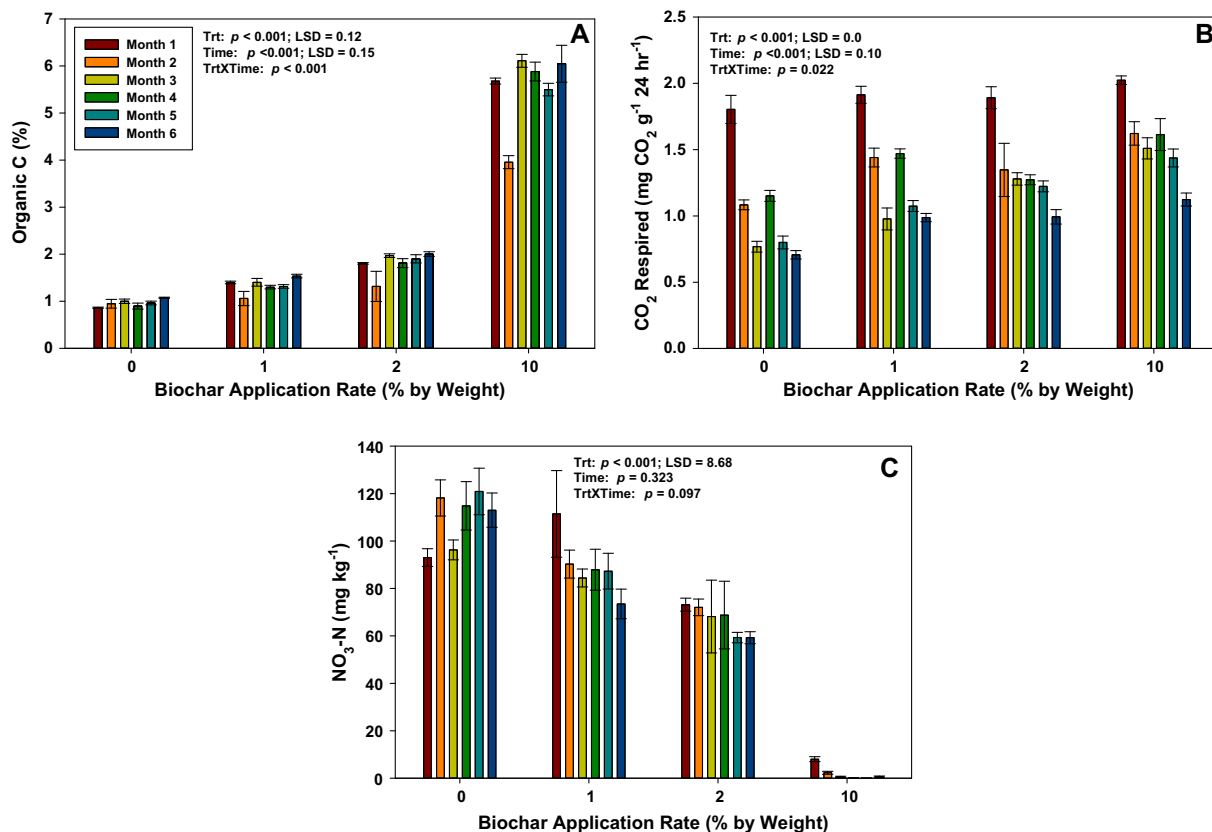 A
Trt: p < 0.001; LSD = 0.12
Time: p <0.001; LSD = 0.15
TrtXTime: p < 0.001
Month 1
Month 2
Month 3
Month 4
Month 5
Month 6
Organic C (%)
7
6
5
4
3
2
1
0
0 1 2 10
Biochar Application Rate (% by Weight)
B
Trt: p < 0.001; LSD = 0.0
Time: p <0.001; LSD = 0.10
TrtXTime: p = 0.022
CO₂ Respired (mg CO₂ g⁻¹ 24 hr⁻¹)
2.5
2.0
1.5
1.0
0.5
0.0
0 1 2 10
Biochar Application Rate (% by Weight)
C
Trt: p < 0.001; LSD = 8.68
Time: p = 0.323
TrtXTime: p = 0.097
NO₃-N (mg kg⁻¹)
140
120
100
80
60
40
20
0
0 1 2 10
Biochar Application Rate (% by Weight)